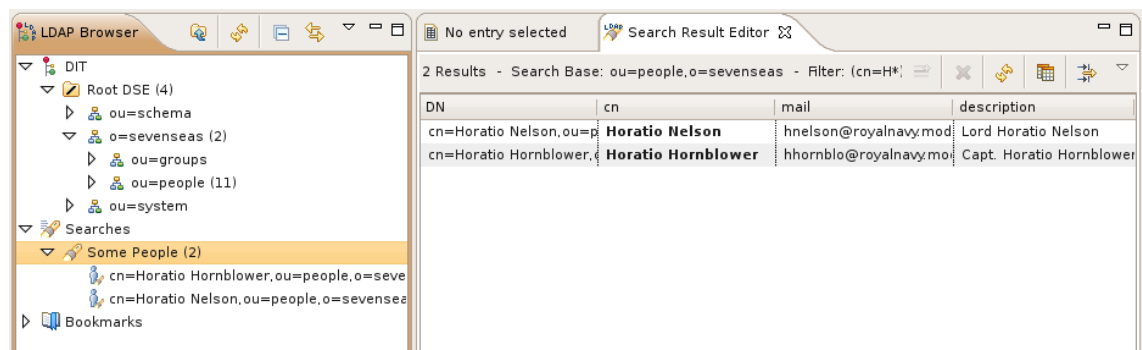 LDAP Browser
DIT
Root DSE (4)
ou=schema
o=sevenseas (2)
ou=groups
ou=people (11)
ou=system
Searches
Some People (2)
cn=Horatio Hornblower,ou=people,o=seve
cn=Horatio Nelson,ou=people,o=sevensea
Bookmarks
No entry selected
LDAP Search Result Editor
2 Results - Search Base: ou=people,o=sevenseas - Filter: (cn=H*)
DN cn mail description
cn=Horatio Nelson,ou=p Horatio Nelson hnelson@royalnavy.mod Lord Horatio Nelson
cn=Horatio Hornblower, Horatio Hornblower hhornblo@royalnavy.mo Capt. Horatio Hornblower